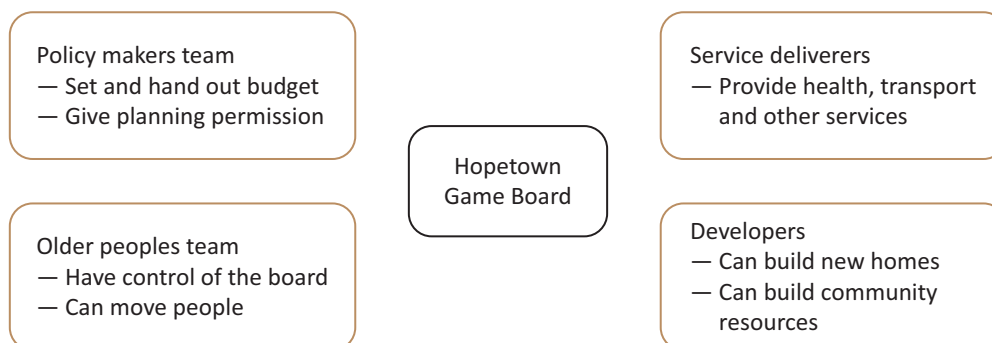 Policy makers team
— Set and hand out budget
— Give planning permission
Service deliverers
— Provide health, transport
and other services
Hopetown
Game Board
Older peoples team
— Have control of the board
— Can move people
Developers
— Can build new homes
— Can build community
resources